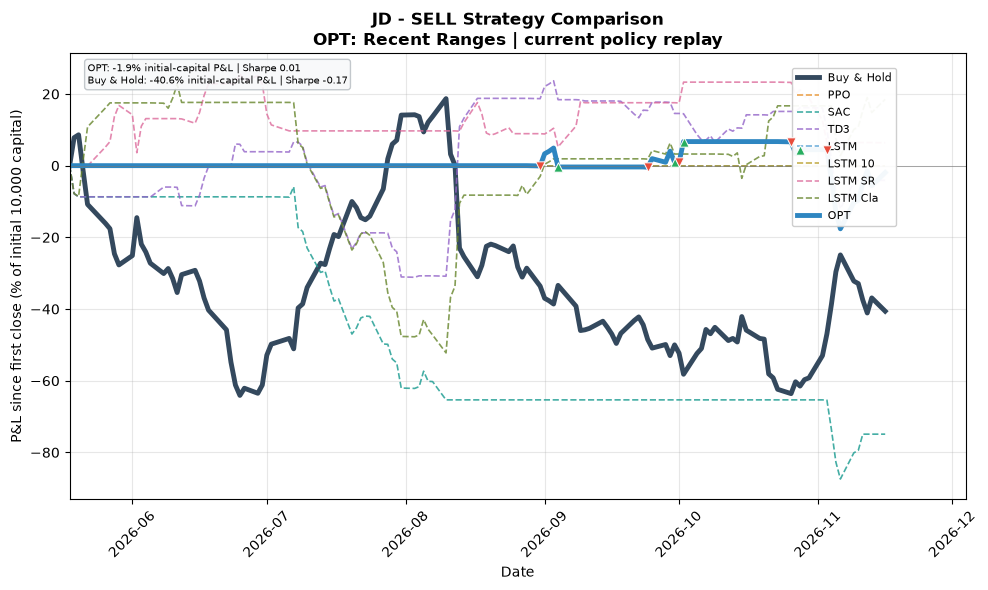 JD - SELL Strategy Comparison
OPT: Recent Ranges | current policy replay
OPT: -1.9% initial-capital P&L | Sharpe 0.01
Buy & Hold: -40.6% initial-capital P&L | Sharpe -0.17
Buy & Hold
PPO
SAC
TD3
LSTM
LSTM 10
LSTM SR
LSTM Cla
OPT
P&L since first close (% of initial 10,000 capital)
20
0
−20
−40
−60
−80
2026-06
2026-07
2026-08
2026-09
2026-10
2026-11
2026-12
Date